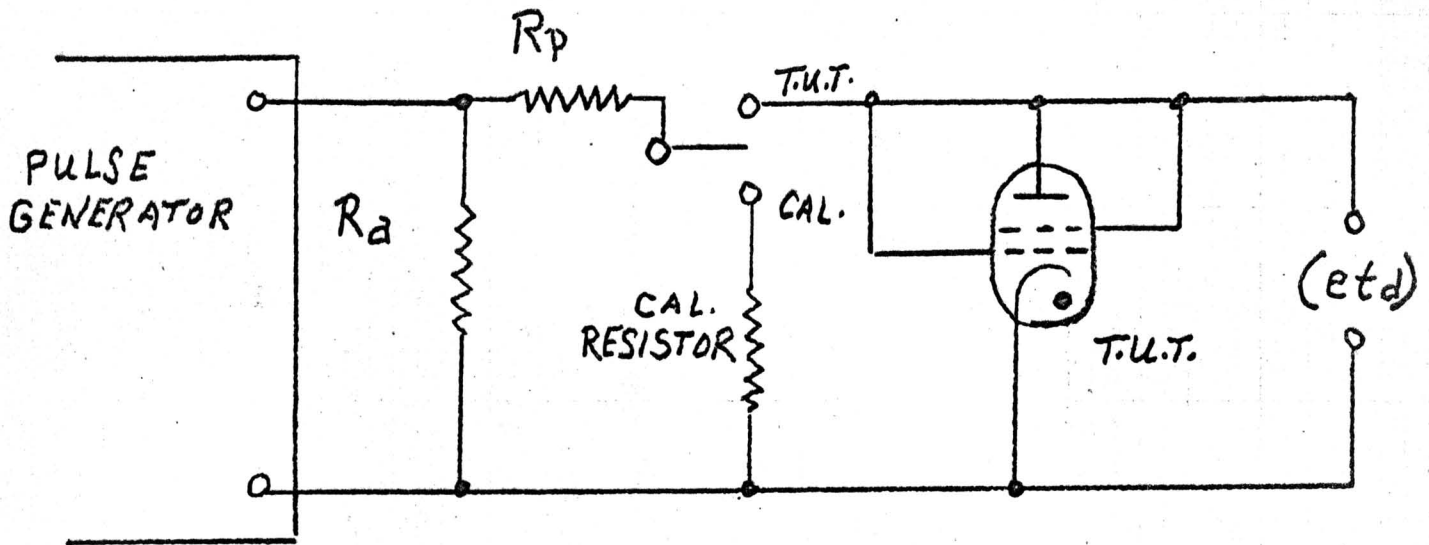 Rp
T.U.T.
PULSE
GENERATOR
Ra
CAL.
CAL.
RESISTOR
(etd)
T.U.T.